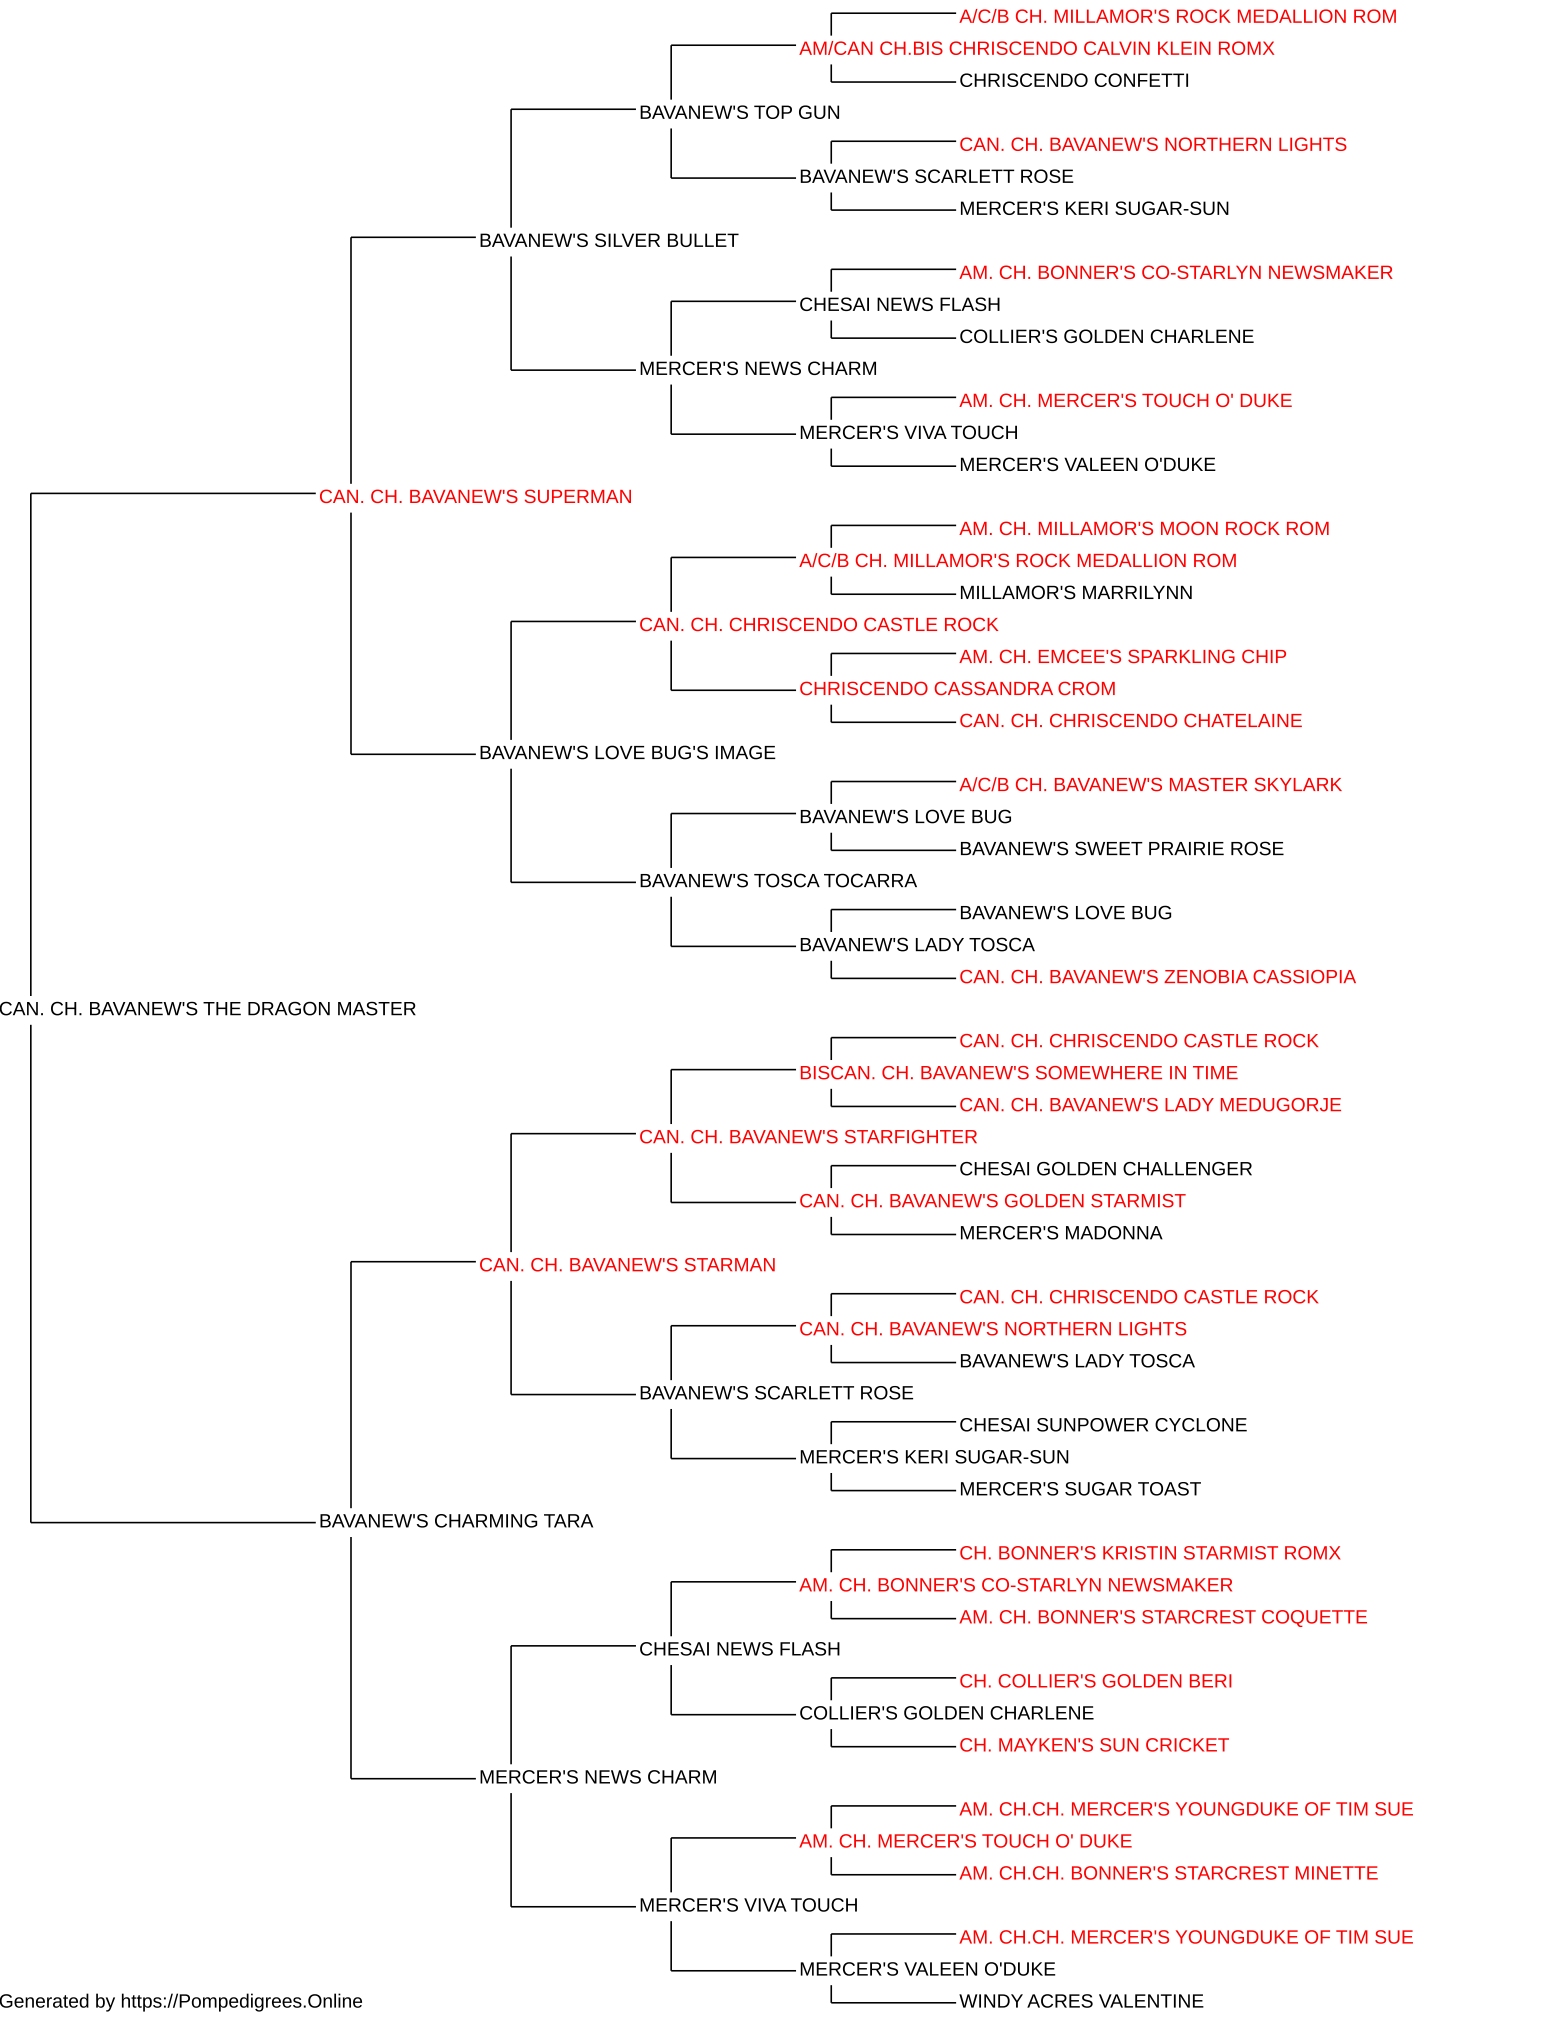 A/C/B CH. MILLAMOR'S ROCK MEDALLION ROM
AM/CAN CH.BIS CHRISCENDO CALVIN KLEIN ROMX
CHRISCENDO CONFETTI
BAVANEW'S TOP GUN
CAN. CH. BAVANEW'S NORTHERN LIGHTS
BAVANEW'S SCARLETT ROSE
MERCER'S KERI SUGAR-SUN
BAVANEW'S SILVER BULLET
AM. CH. BONNER'S CO-STARLYN NEWSMAKER
CHESAI NEWS FLASH
COLLIER'S GOLDEN CHARLENE
MERCER'S NEWS CHARM
AM. CH. MERCER'S TOUCH O' DUKE
MERCER'S VIVA TOUCH
MERCER'S VALEEN O'DUKE
CAN. CH. BAVANEW'S SUPERMAN
AM. CH. MILLAMOR'S MOON ROCK ROM
A/C/B CH. MILLAMOR'S ROCK MEDALLION ROM
MILLAMOR'S MARRILYNN
CAN. CH. CHRISCENDO CASTLE ROCK
AM. CH. EMCEE'S SPARKLING CHIP
CHRISCENDO CASSANDRA CROM
CAN. CH. CHRISCENDO CHATELAINE
BAVANEW'S LOVE BUG'S IMAGE
A/C/B CH. BAVANEW'S MASTER SKYLARK
BAVANEW'S LOVE BUG
BAVANEW'S SWEET PRAIRIE ROSE
BAVANEW'S TOSCA TOCARRA
BAVANEW'S LOVE BUG
BAVANEW'S LADY TOSCA
CAN. CH. BAVANEW'S ZENOBIA CASSIOPIA
CAN. CH. BAVANEW'S THE DRAGON MASTER
CAN. CH. CHRISCENDO CASTLE ROCK
BISCAN. CH. BAVANEW'S SOMEWHERE IN TIME
CAN. CH. BAVANEW'S LADY MEDUGORJE
CAN. CH. BAVANEW'S STARFIGHTER
CHESAI GOLDEN CHALLENGER
CAN. CH. BAVANEW'S GOLDEN STARMIST
MERCER'S MADONNA
CAN. CH. BAVANEW'S STARMAN
CAN. CH. CHRISCENDO CASTLE ROCK
CAN. CH. BAVANEW'S NORTHERN LIGHTS
BAVANEW'S LADY TOSCA
BAVANEW'S SCARLETT ROSE
CHESAI SUNPOWER CYCLONE
MERCER'S KERI SUGAR-SUN
MERCER'S SUGAR TOAST
BAVANEW'S CHARMING TARA
CH. BONNER'S KRISTIN STARMIST ROMX
AM. CH. BONNER'S CO-STARLYN NEWSMAKER
AM. CH. BONNER'S STARCREST COQUETTE
CHESAI NEWS FLASH
CH. COLLIER'S GOLDEN BERI
COLLIER'S GOLDEN CHARLENE
CH. MAYKEN'S SUN CRICKET
MERCER'S NEWS CHARM
AM. CH.CH. MERCER'S YOUNGDUKE OF TIM SUE
AM. CH. MERCER'S TOUCH O' DUKE
AM. CH.CH. BONNER'S STARCREST MINETTE
MERCER'S VIVA TOUCH
AM. CH.CH. MERCER'S YOUNGDUKE OF TIM SUE
MERCER'S VALEEN O'DUKE
WINDY ACRES VALENTINE
Generated by https://Pompedigrees.Online